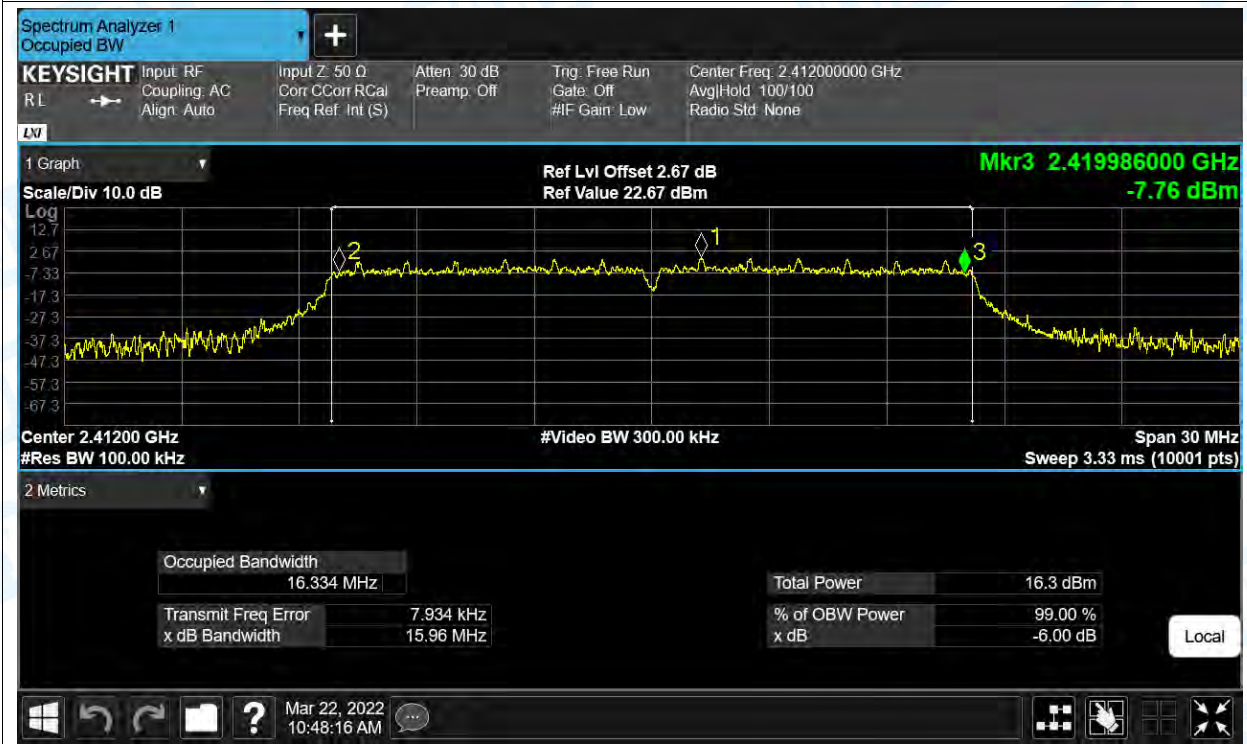 Spectrum Analyzer 1
Occupied BW
+
KEYSIGHT
R L
LXI
Input: RF
Coupling: AC
Align: Auto
Input Z: 50 Ω
Corr CCorr RCal
Freq Ref: Int (S)
Atten: 30 dB
Preamp: Off
Trig: Free Run
Gate: Off
#IF Gain: Low
Center Freq: 2.412000000 GHz
Avg|Hold: 100/100
Radio Std: None
1 Graph
Scale/Div 10.0 dB
Ref Lvl Offset 2.67 dB
Ref Value 22.67 dBm
Mkr3 2.419986000 GHz
-7.76 dBm
Log
12.7
2.67
-7.33
-17.3
-27.3
-37.3
-47.3
-57.3
-67.3
2
1
3
Center 2.41200 GHz
#Video BW 300.00 kHz
Span 30 MHz
#Res BW 100.00 kHz
Sweep 3.33 ms (10001 pts)
2 Metrics
Occupied Bandwidth
16.334 MHz
Total Power 16.3 dBm
Transmit Freq Error 7.934 kHz
% of OBW Power 99.00 %
x dB Bandwidth 15.96 MHz
x dB -6.00 dB
Local
?
Mar 22, 2022
10:48:16 AM